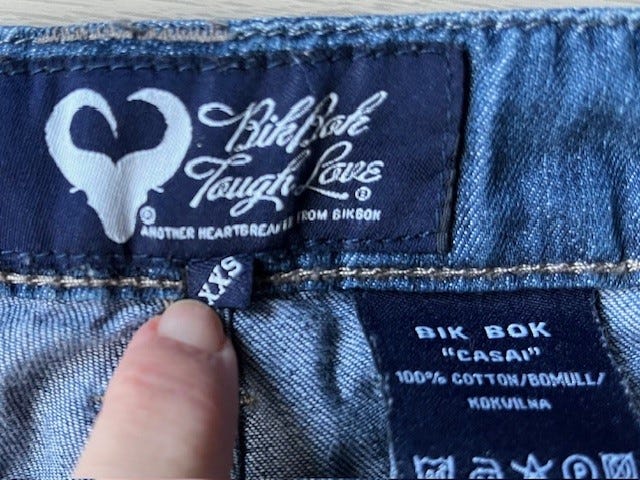 BikBok
Tough Love ®
© ANOTHER HEARTBREAKER FROM BIKBOK
XXS
BIK BOK
"CASAI"
100% COTTON/BOMULL/
KOKVILNA